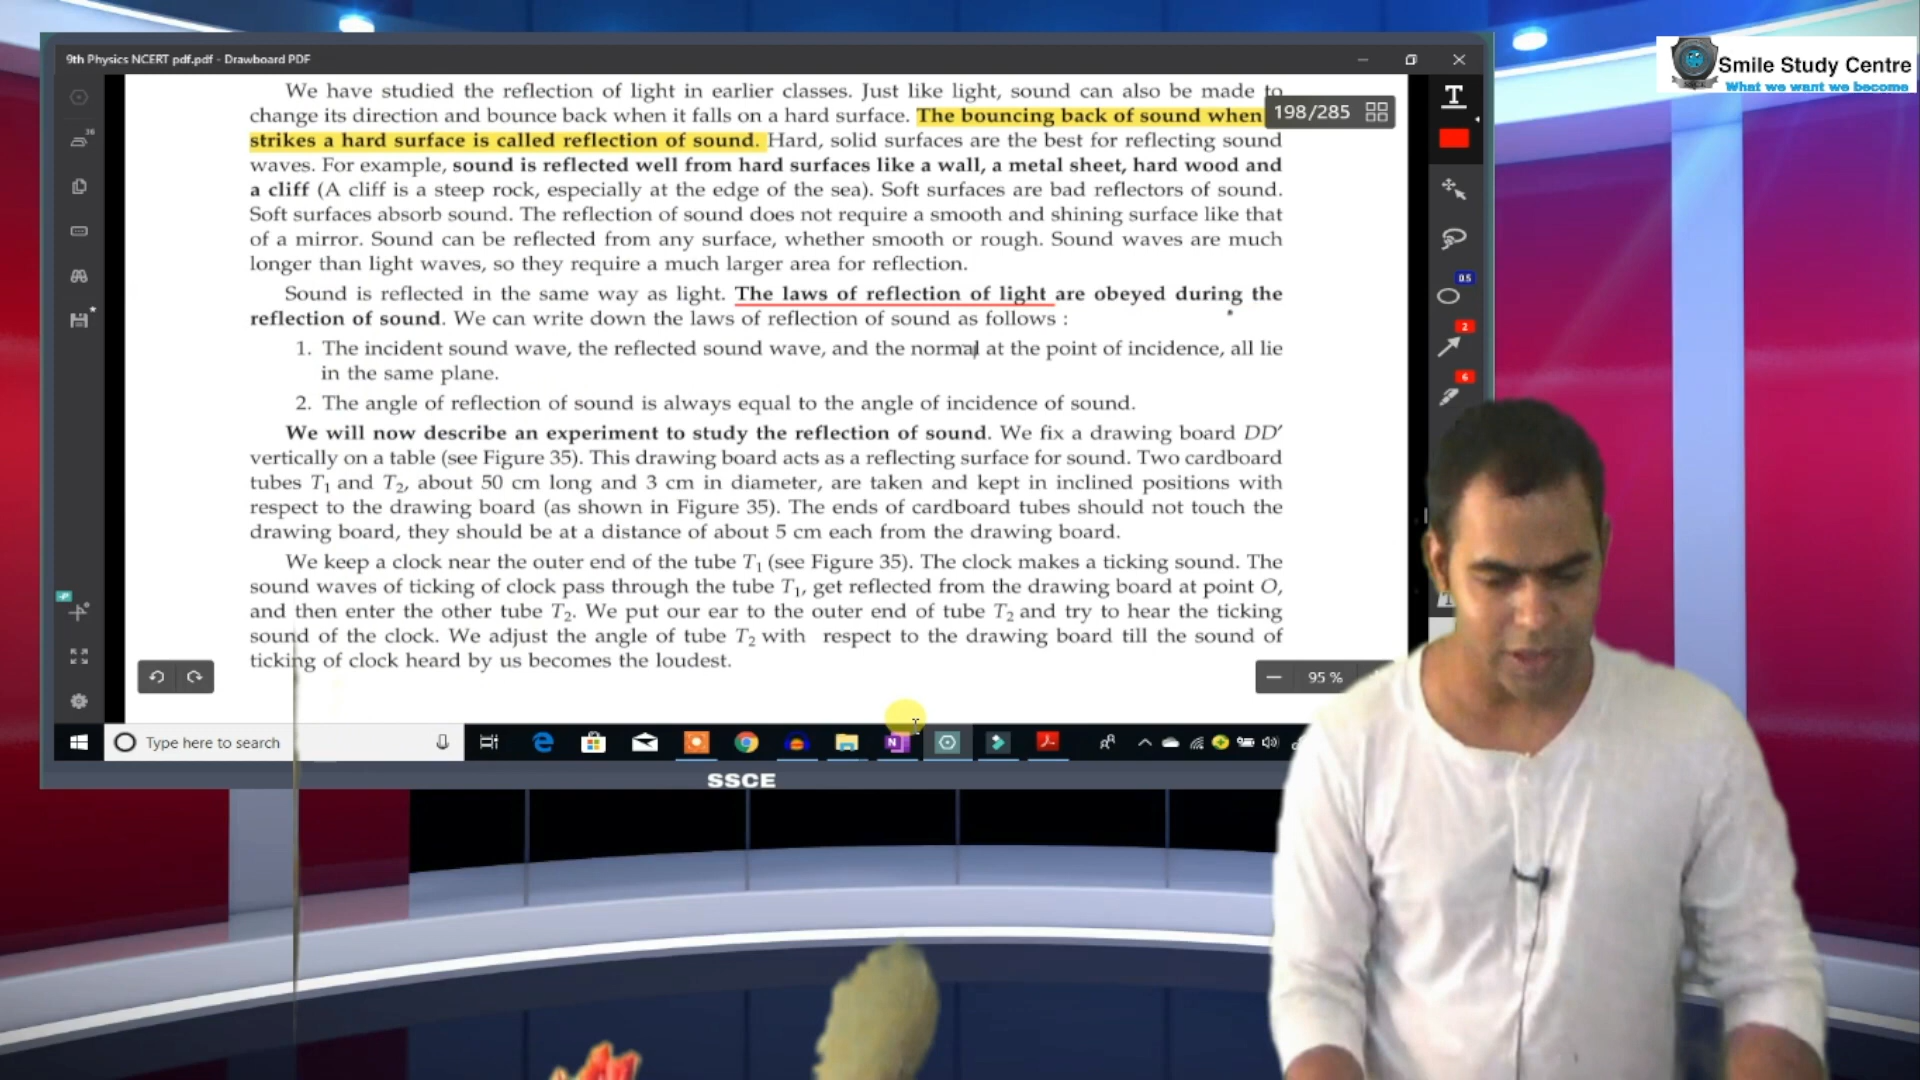 9th Physics NCERT pdf.pdf - Drawboard PDF
Smile Study Centre
What we want we become
We have studied the reflection of light in earlier classes. Just like light, sound can also be made to
change its direction and bounce back when it falls on a hard surface. The bouncing back of sound when
198/285
strikes a hard surface is called reflection of sound. Hard, solid surfaces are the best for reflecting sound
waves. For example, sound is reflected well from hard surfaces like a wall, a metal sheet, hard wood and
a cliff (A cliff is a steep rock, especially at the edge of the sea). Soft surfaces are bad reflectors of sound.
Soft surfaces absorb sound. The reflection of sound does not require a smooth and shining surface like that
of a mirror. Sound can be reflected from any surface, whether smooth or rough. Sound waves are much
longer than light waves, so they require a much larger area for reflection.
Sound is reflected in the same way as light. The laws of reflection of light are obeyed during the
reflection of sound. We can write down the laws of reflection of sound as follows :
1. The incident sound wave, the reflected sound wave, and the normal at the point of incidence, all lie
in the same plane.
2. The angle of reflection of sound is always equal to the angle of incidence of sound.
We will now describe an experiment to study the reflection of sound. We fix a drawing board DD′
vertically on a table (see Figure 35). This drawing board acts as a reflecting surface for sound. Two cardboard
tubes T1 and T2, about 50 cm long and 3 cm in diameter, are taken and kept in inclined positions with
respect to the drawing board (as shown in Figure 35). The ends of cardboard tubes should not touch the
drawing board, they should be at a distance of about 5 cm each from the drawing board.
We keep a clock near the outer end of the tube T1 (see Figure 35). The clock makes a ticking sound. The
sound waves of ticking of clock pass through the tube T1, get reflected from the drawing board at point O,
and then enter the other tube T2. We put our ear to the outer end of tube T2 and try to hear the ticking
sound of the clock. We adjust the angle of tube T2 with respect to the drawing board till the sound of
ticking of clock heard by us becomes the loudest.
36
T
0.5
2
6
95 %
Type here to search
SSCE